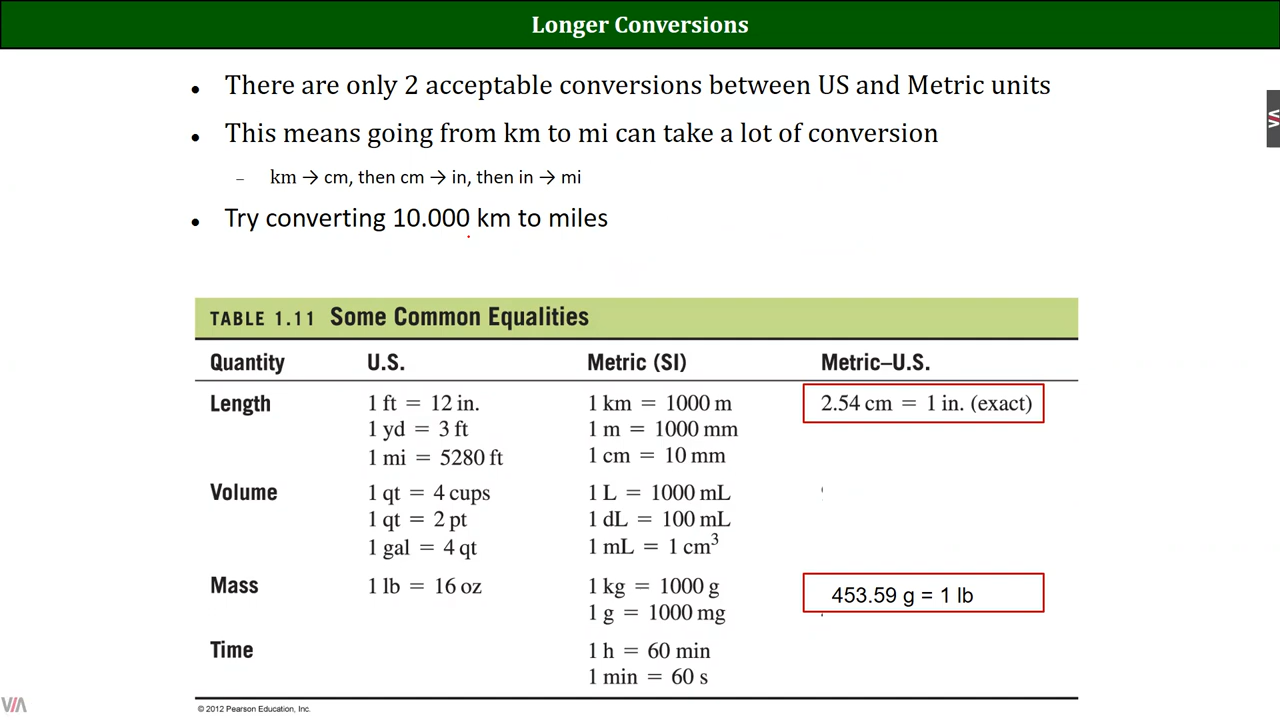 Longer Conversions
• There are only 2 acceptable conversions between US and Metric units
• This means going from km to mi can take a lot of conversion
– km → cm, then cm → in, then in → mi
• Try converting 10.000 km to miles
TABLE 1.11 Some Common Equalities
Quantity U.S. Metric (SI) Metric–U.S.
Length 1 ft = 12 in. 1 km = 1000 m 2.54 cm = 1 in. (exact)
1 yd = 3 ft 1 m = 1000 mm
1 mi = 5280 ft 1 cm = 10 mm
Volume 1 qt = 4 cups 1 L = 1000 mL
1 qt = 2 pt 1 dL = 100 mL
1 gal = 4 qt 1 mL = 1 cm³
Mass 1 lb = 16 oz 1 kg = 1000 g 453.59 g = 1 lb
1 g = 1000 mg
Time 1 h = 60 min
1 min = 60 s
© 2012 Pearson Education, Inc.
VIA
VIA